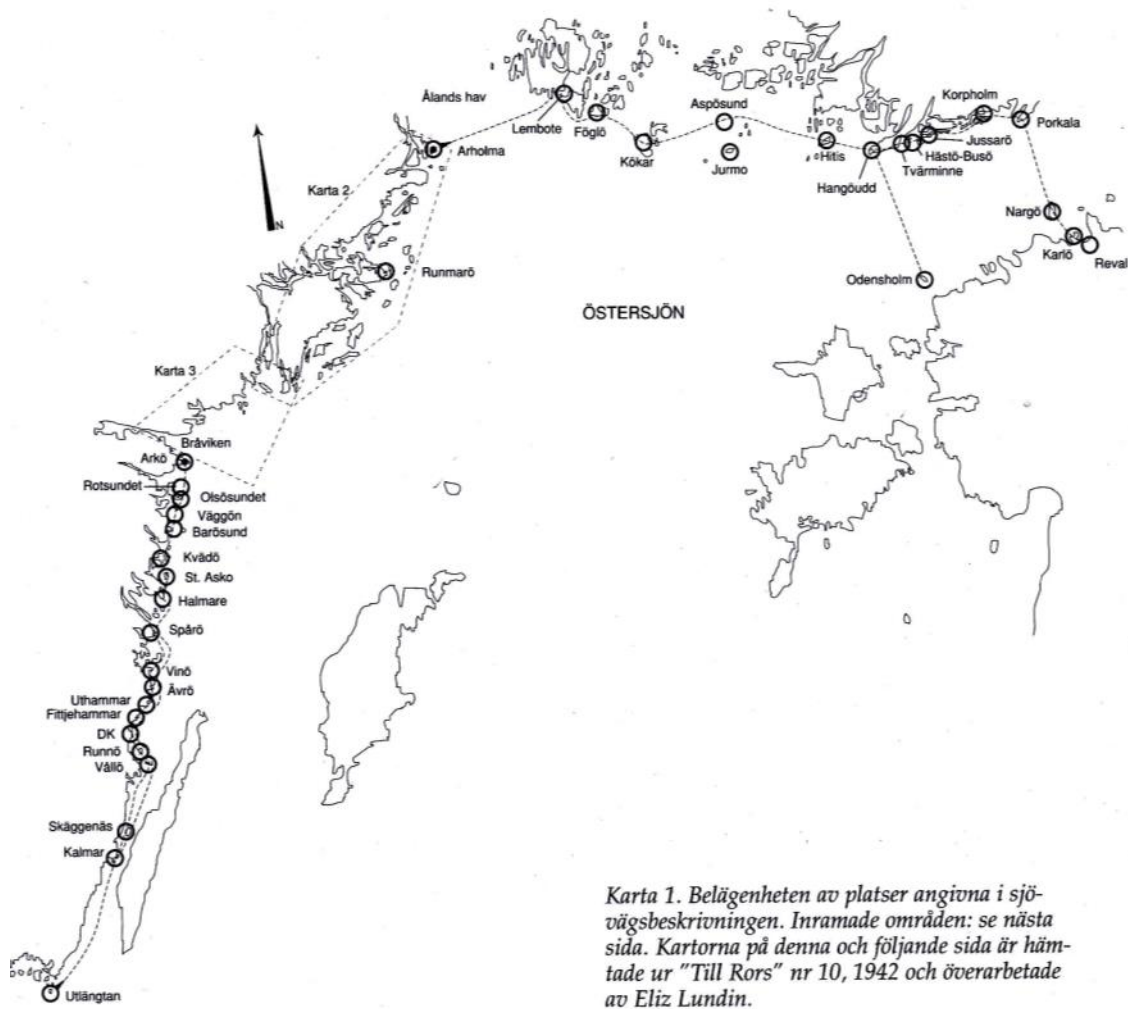 Korpholm
Ålands hav
Aspösund
Lembote
Föglö
Porkala
Arholma
Jussarö
Kökar
Hitis
Hästö-Busö
Jurmo
Tvärminne
Hangöudd
Karta 2
N
Nargö
Karlö
Reval
Runmarö
Odensholm
ÖSTERSJÖN
Karta 3
Bråviken
Arkö
Rotsundet
Olsösundet
Väggön
Barösund
Kvädö
St. Asko
Halmare
Spårö
Vinö
Ävrö
Uthammar
Fittjehammar
DK
Runnö
Vållö
Skäggenäs
Kalmar
Utlängtan
Karta 1. Belägenheten av platser angivna i sjö-
vägsbeskrivningen. Inramade områden: se nästa
sida. Kartorna på denna och följande sida är häm-
tade ur ”Till Rors” nr 10, 1942 och överarbetade
av Eliz Lundin.